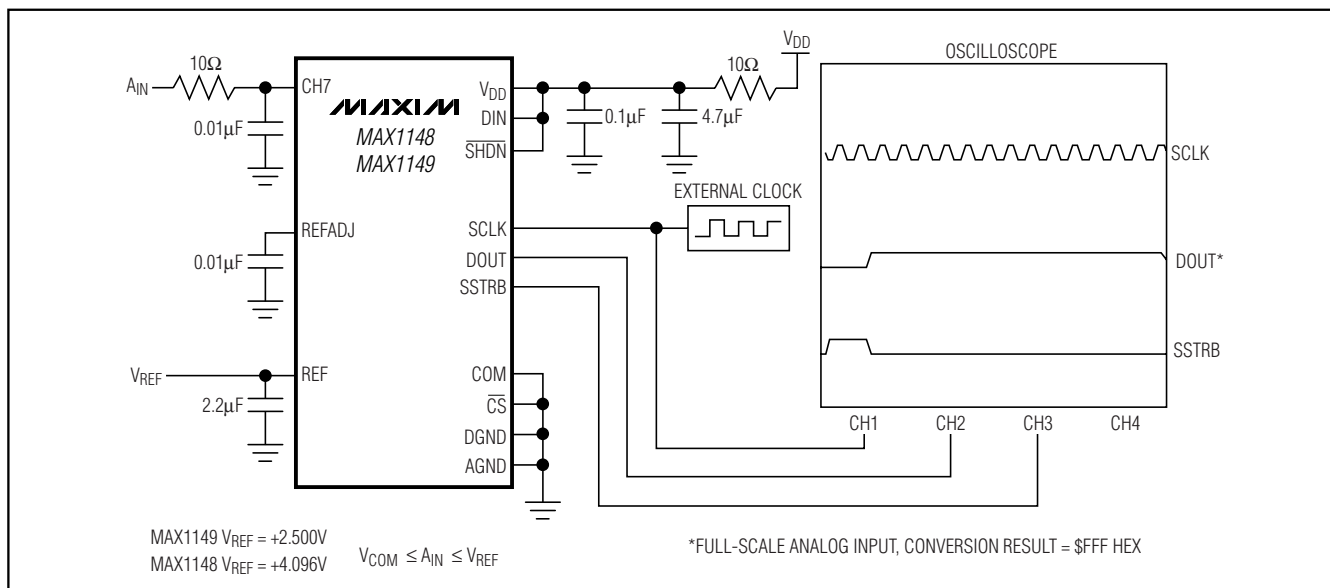 A_IN
10Ω
0.01µF
CH7
MAXIM
MAX1148
MAX1149
REFADJ
0.01µF
V_REF
REF
2.2µF
V_DD
DIN
S̅H̅D̅N̅
0.1µF
4.7µF
10Ω
V_DD
EXTERNAL CLOCK
SCLK
DOUT
SSTRB
COM
C̅S̅
DGND
AGND
OSCILLOSCOPE
SCLK
DOUT*
SSTRB
CH1 CH2 CH3 CH4
MAX1149 V_REF = +2.500V
MAX1148 V_REF = +4.096V
V_COM ≤ A_IN ≤ V_REF
*FULL-SCALE ANALOG INPUT, CONVERSION RESULT = $FFF HEX